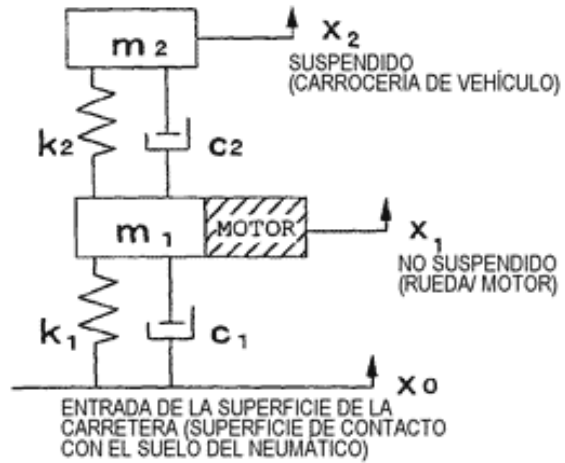 m2
x2
SUSPENDIDO
(CARROCERÍA DE VEHÍCULO)
k2
c2
m1
MOTOR
x1
NO SUSPENDIDO
(RUEDA/ MOTOR)
k1
c1
x0
ENTRADA DE LA SUPERFICIE DE LA
CARRETERA (SUPERFICIE DE CONTACTO
CON EL SUELO DEL NEUMÁTICO)